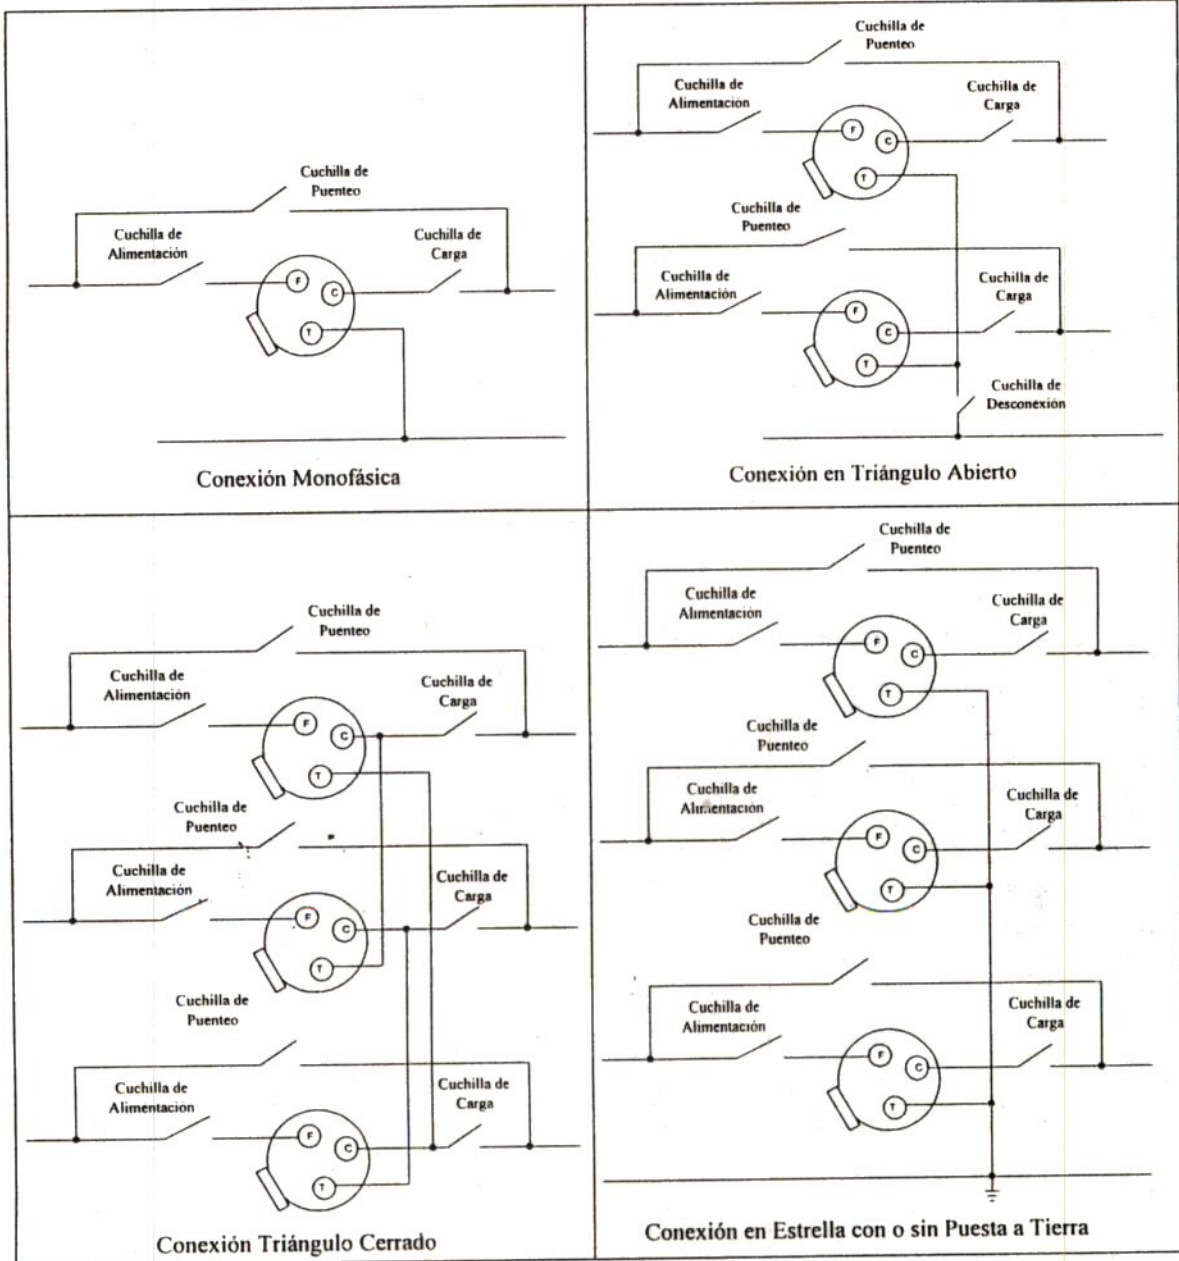 Cuchilla de
Puenteo
Cuchilla de
Alimentación
Cuchilla de
Carga
F
C
T
Conexión Monofásica
Cuchilla de
Puenteo
Cuchilla de
Alimentación
Cuchilla de
Carga
F
C
T
Cuchilla de
Puenteo
Cuchilla de
Alimentación
Cuchilla de
Carga
F
C
T
Cuchilla de
Desconexión
Conexión en Triángulo Abierto
Cuchilla de
Puenteo
Cuchilla de
Alimentación
Cuchilla de
Carga
F
C
T
Cuchilla de
Puenteo
Cuchilla de
Alimentación
Cuchilla de
Carga
F
C
T
Cuchilla de
Puenteo
Cuchilla de
Alimentación
Cuchilla de
Carga
F
C
T
Conexión Triángulo Cerrado
Cuchilla de
Puenteo
Cuchilla de
Alimentación
Cuchilla de
Carga
F
C
T
Cuchilla de
Puenteo
Cuchilla de
Alimentación
Cuchilla de
Carga
F
C
T
Cuchilla de
Puenteo
Cuchilla de
Alimentación
Cuchilla de
Carga
F
C
T
Conexión en Estrella con o sin Puesta a Tierra